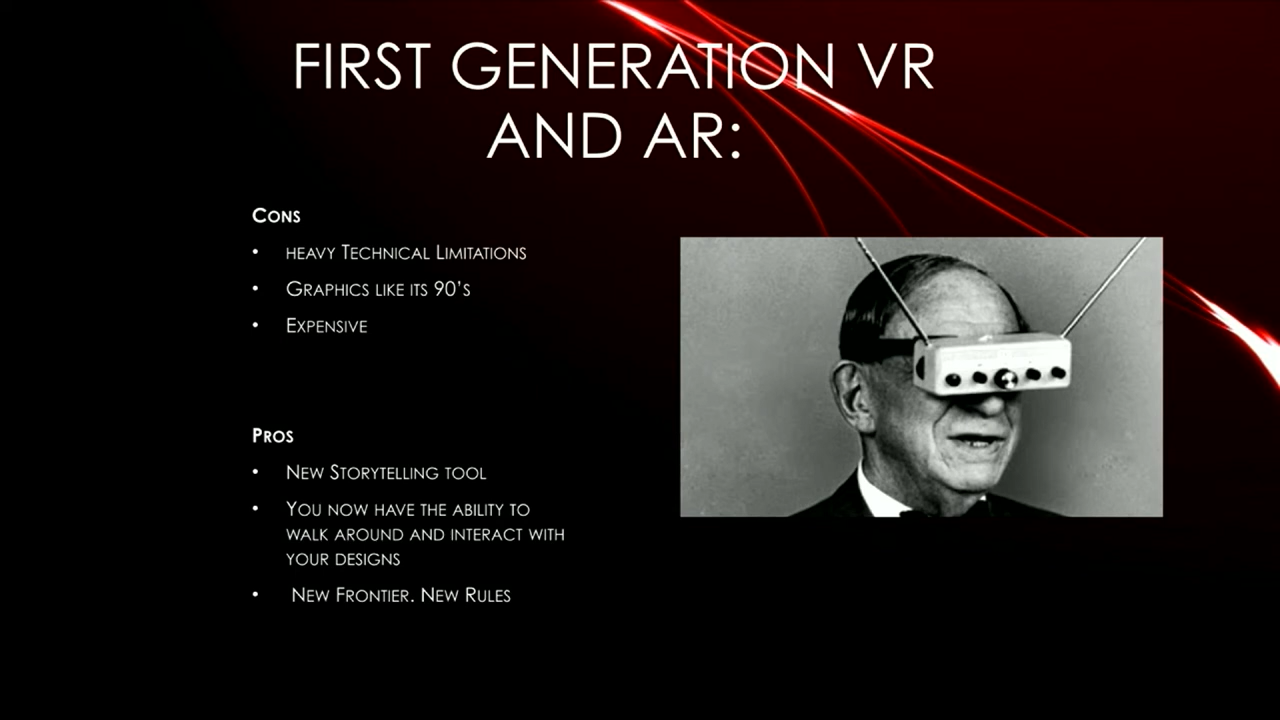 FIRST GENERATION VR
AND AR:
CONS
• HEAVY TECHNICAL LIMITATIONS
• GRAPHICS LIKE ITS 90'S
• EXPENSIVE
PROS
• NEW STORYTELLING TOOL
• YOU NOW HAVE THE ABILITY TO
WALK AROUND AND INTERACT WITH
YOUR DESIGNS
• NEW FRONTIER. NEW RULES